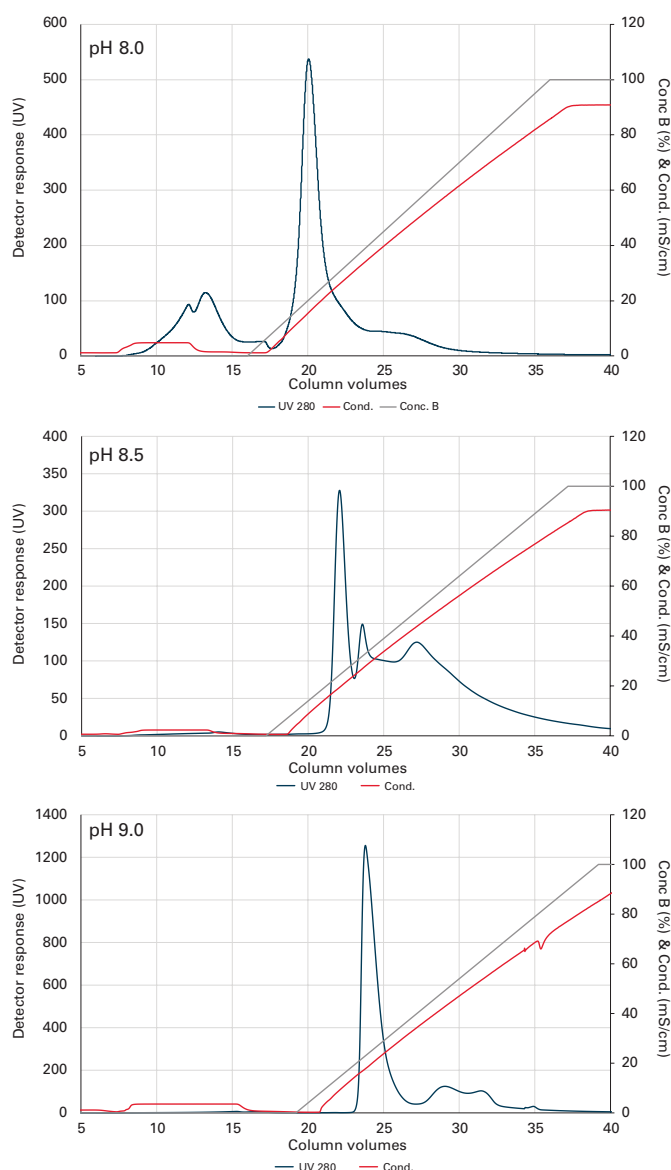 pH 8.0
Detector response (UV)
600
500
400
300
200
100
0
120
100
80
60
40
20
0
Conc B (%) & Cond. (mS/cm)
5 10 15 20 25 30 35 40
Column volumes
UV 280 Cond. Conc. B
pH 8.5
Detector response (UV)
400
350
300
250
200
150
100
50
0
120
100
80
60
40
20
0
Conc B (%) & Cond. (mS/cm)
5 10 15 20 25 30 35 40
Column volumes
UV 280 Cond.
pH 9.0
Detector response (UV)
1400
1200
1000
800
600
400
200
0
120
100
80
60
40
20
0
Conc B (%) & Cond. (mS/cm)
5 10 15 20 25 30 35 40
Column volumes
UV 280 Cond.